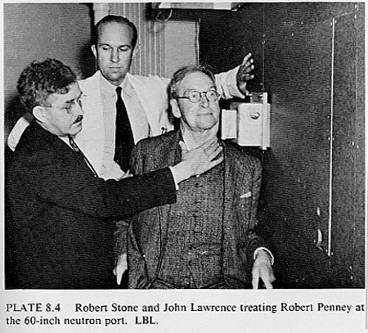 PLATE 8.4 Robert Stone and John Lawrence treating Robert Penney at
the 60-inch neutron port. LBL.